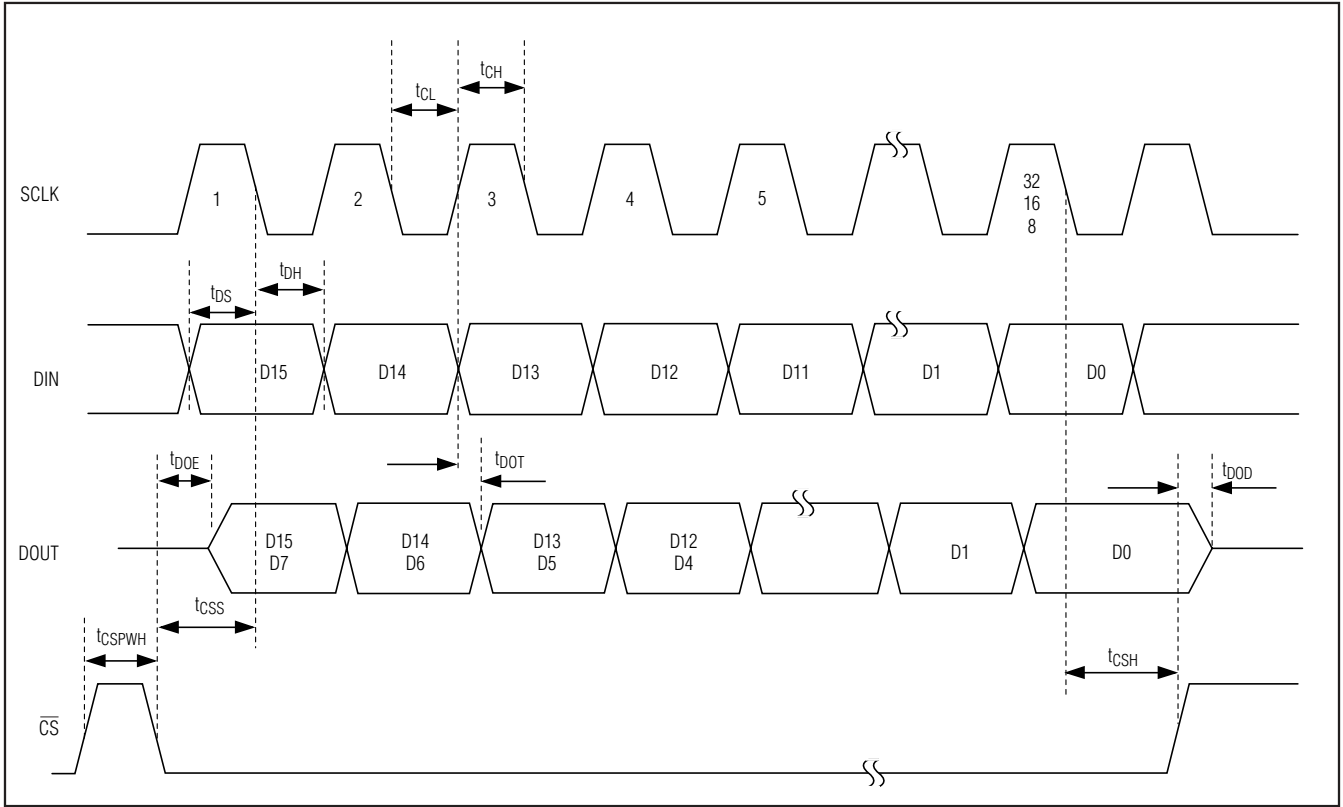 tCH
tCL
SCLK
1
2
3
4
5
32
16
8
tDH
tDS
DIN
D15
D14
D13
D12
D11
D1
D0
tDOE
tDOT
tDOD
DOUT
D15
D7
D14
D6
D13
D5
D12
D4
D1
D0
tCSS
tCSPWH
tCSH
CS